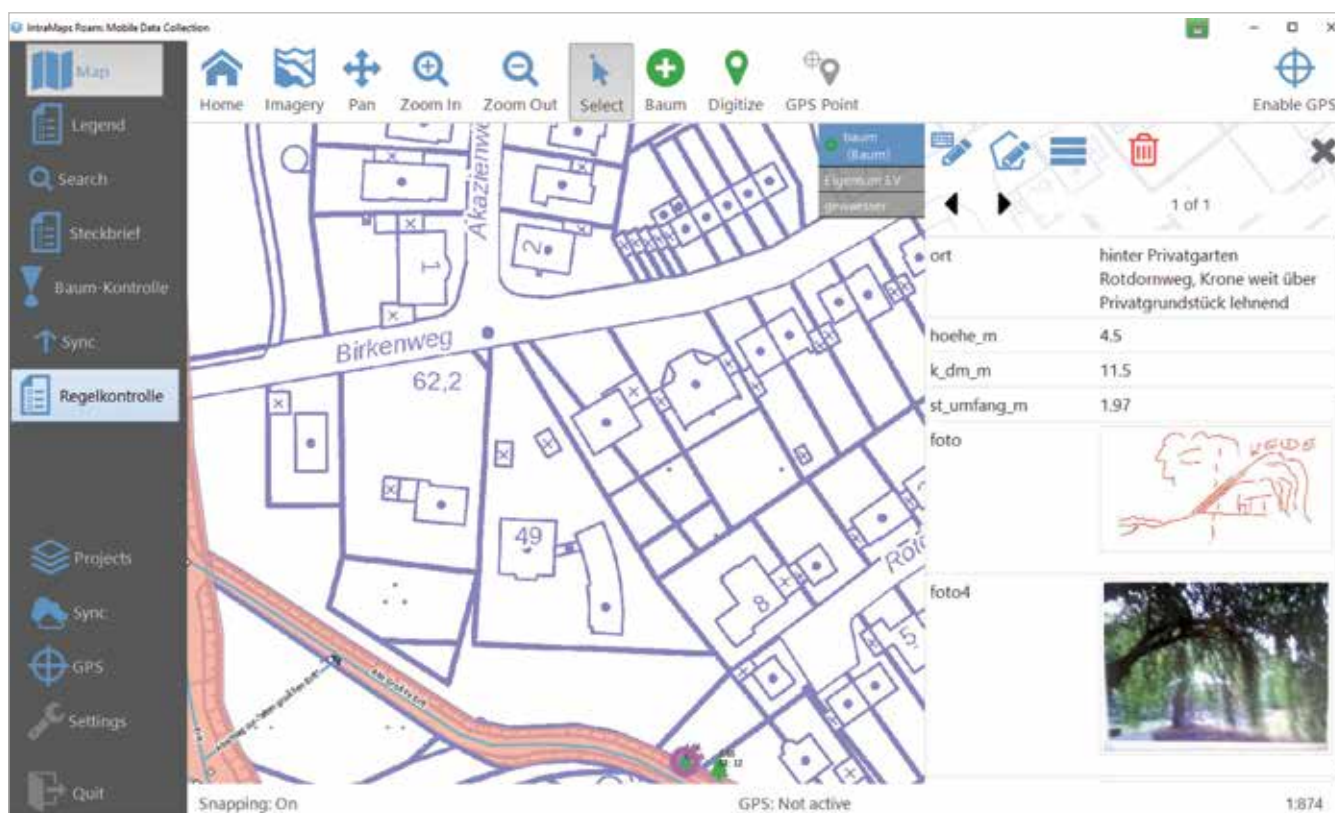 IntraMaps Roam: Mobile Data Collection
Map
Legend
Search
Steckbrief
Baum-Kontrolle
Sync
Regelkontrolle
Projects
Sync
GPS
Settings
Quit
Home
Imagery
Pan
Zoom In
Zoom Out
Select
Baum
Digitize
GPS Point
Enable GPS
baum
(Baum)
Eigentum EV
gewaesser
Akazienwe
1
2
Birkenweg
62,2
49
8
5
1 of 1
ort
hinter Privatgarten
Rotdornweg, Krone weit über
Privatgrundstück lehnend
hoehe_m
4.5
k_dm_m
11.5
st_umfang_m
1.97
foto
WEIDE
foto4
Snapping: On
GPS: Not active
1:874